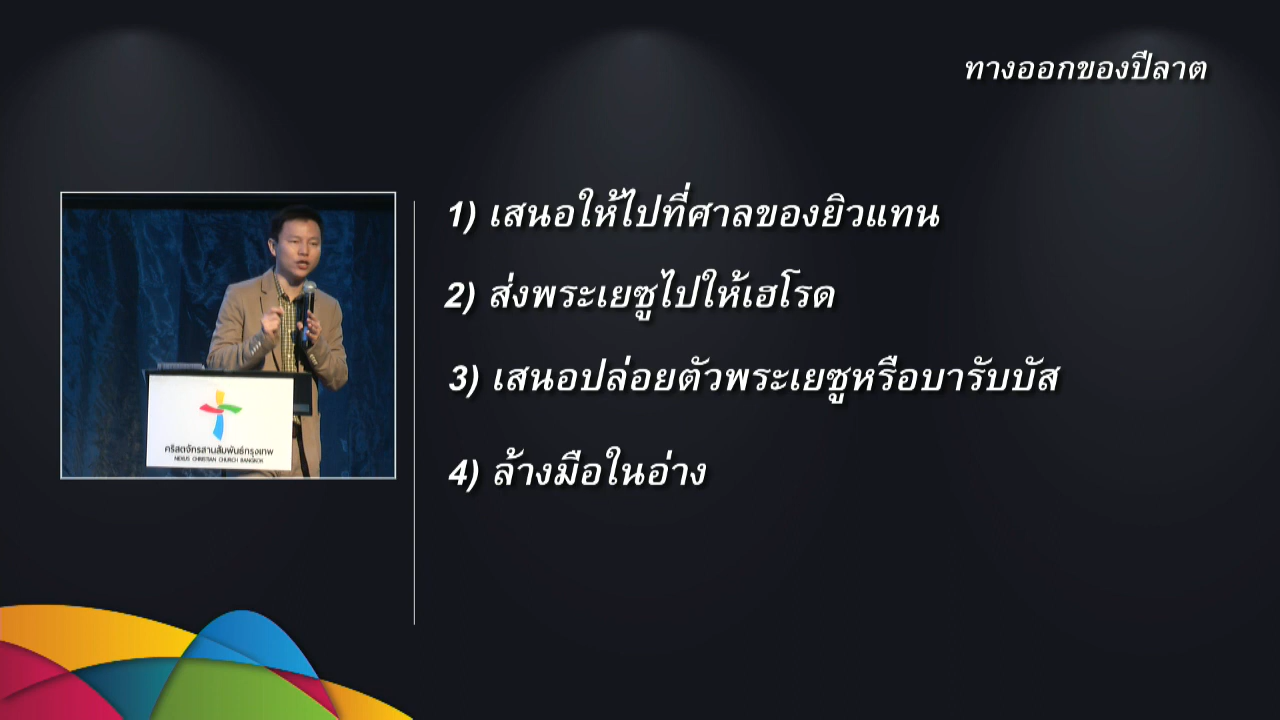 ทางออกของปีลาต
1) เสนอให้ไปที่ศาลของยิวแทน
2) ส่งพระเยซูไปให้เฮโรด
3) เสนอปล่อยตัวพระเยซูหรือบารับบัส
4) ล้างมือในอ่าง
คริสตจักรสานสัมพันธ์กรุงเทพ
NEXUS CHRISTIAN CHURCH BANGKOK